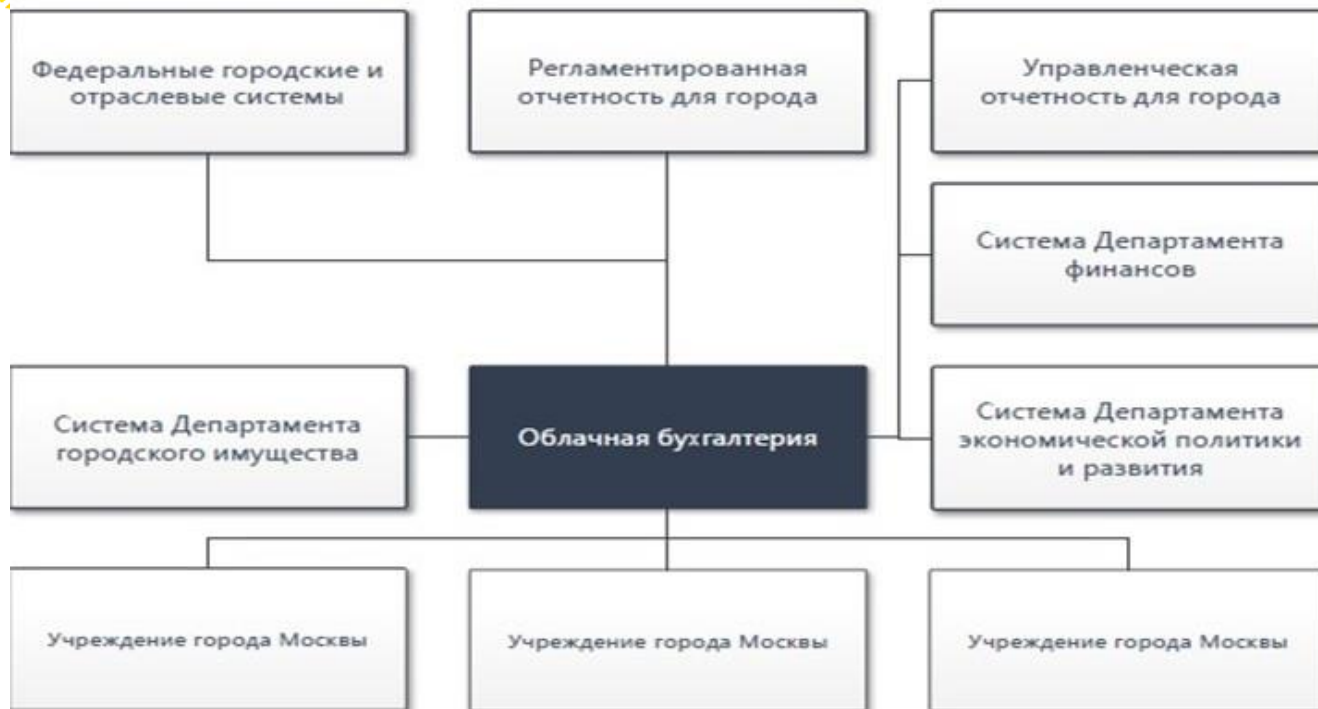 Федеральные городские и
отраслевые системы
Регламентированная
отчетность для города
Управленческая
отчетность для города
Система Департамента
финансов
Система Департамента
городского имущества
Облачная бухгалтерия
Система Департамента
экономической политики
и развития
Учреждение города Москвы
Учреждение города Москвы
Учреждение города Москвы